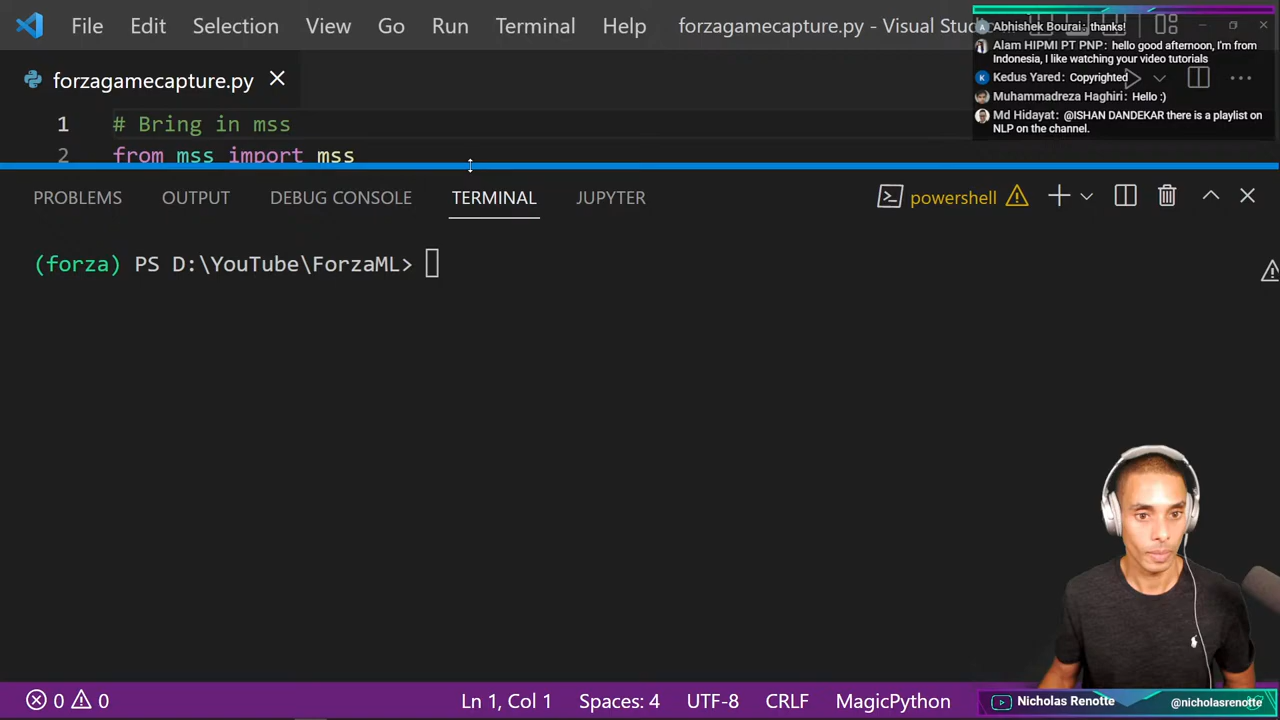 File Edit Selection View Go Run Terminal Help forzagamecapture.py - Visual Stud
Abhishek Bourai: thanks!
Alam HIPMI PT PNP: hello good afternoon, I'm from
Indonesia, I like watching your video tutorials
Kedus Yared: Copyrighted
Muhammadreza Haghiri: Hello :)
Md Hidayat: @ISHAN DANDEKAR there is a playlist on
NLP on the channel.
forzagamecapture.py
1 # Bring in mss
2 from mss import mss
PROBLEMS OUTPUT DEBUG CONSOLE TERMINAL JUPYTER powershell
(forza) PS D:\YouTube\ForzaML>
0 0 Ln 1, Col 1 Spaces: 4 UTF-8 CRLF MagicPython
Nicholas Renotte @nicholasrenotte